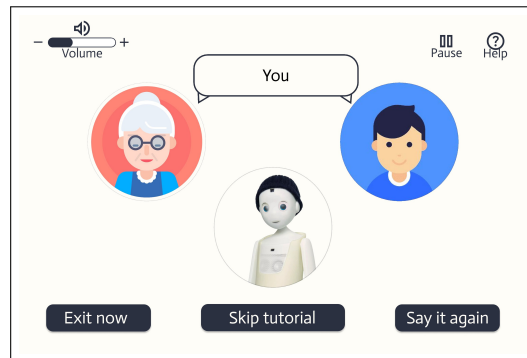 − +
Volume
Pause
Help
You
Exit now
Skip tutorial
Say it again